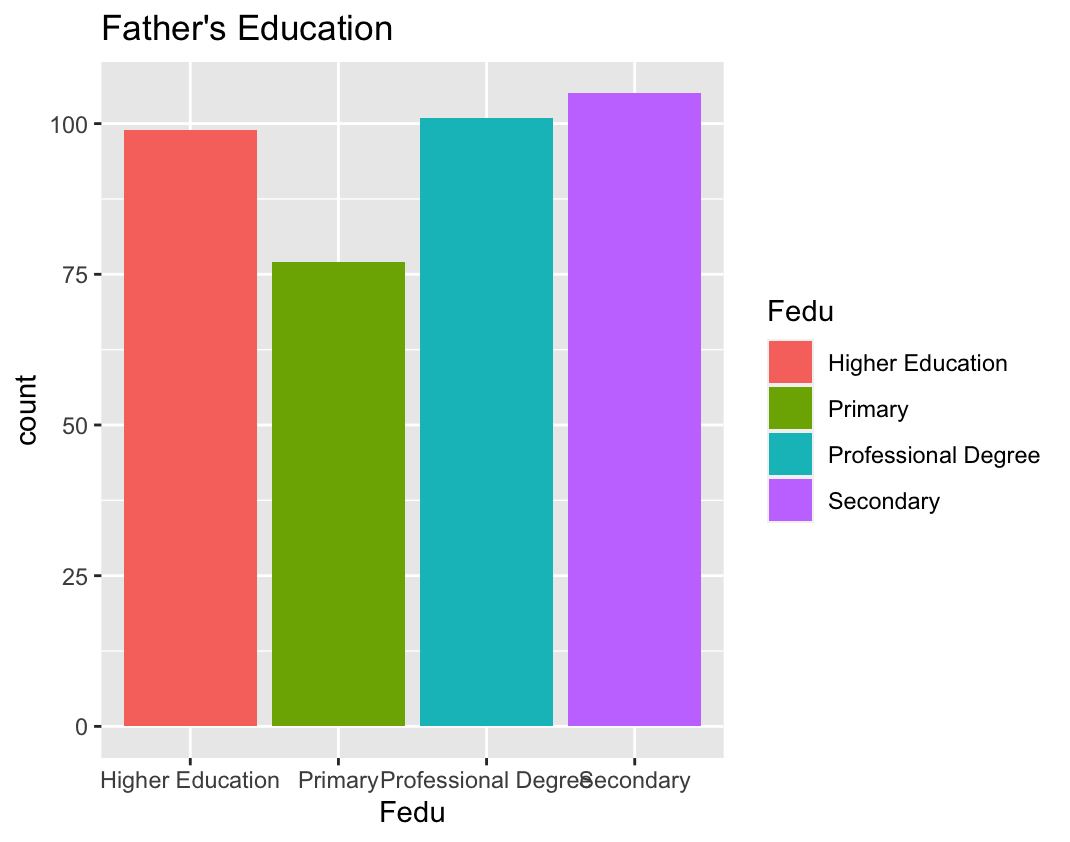 Father's Education
100
75
50
25
0
count
Higher Education Primary Professional Degree Secondary
Fedu
Fedu
Higher Education
Primary
Professional Degree
Secondary